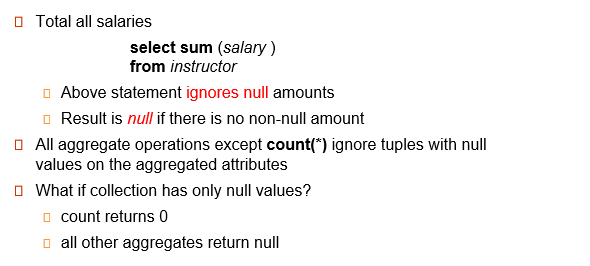 Total all salaries
select sum (salary )
from instructor
Above statement ignores null amounts
Result is null if there is no non-null amount
All aggregate operations except count(*) ignore tuples with null
values on the aggregated attributes
What if collection has only null values?
count returns 0
all other aggregates return null